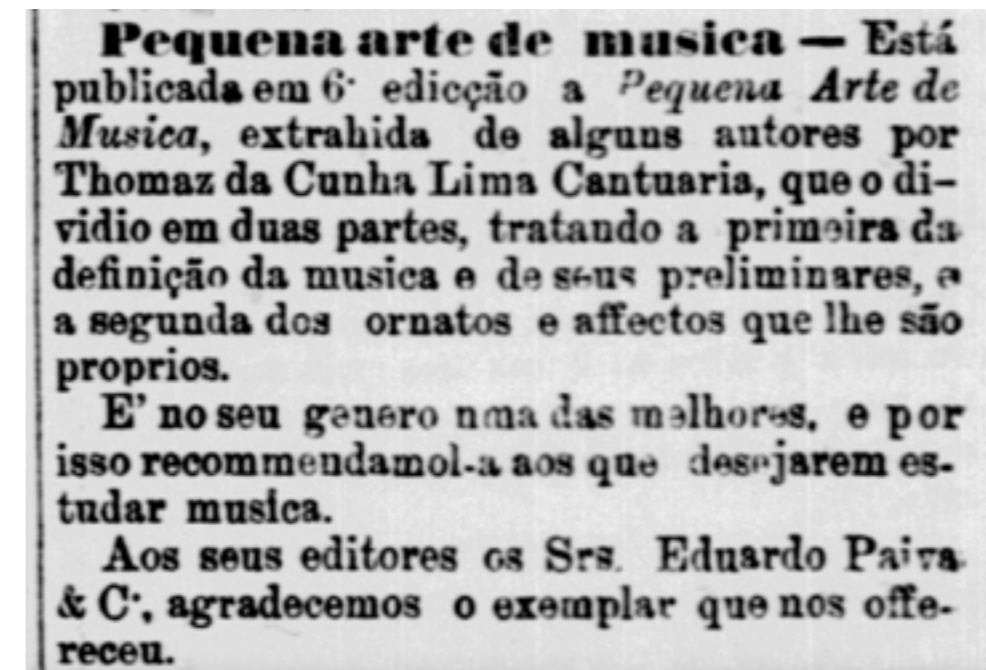 Pequena arte de musica — Está
publicada em 6· edicção a Pequena Arte de
Musica, extrahida de alguns autores por
Thomaz da Cunha Lima Cantuaria, que o di-
vidio em duas partes, tratando a primeira da
definição da musica e de seus preliminares, e
a segunda dos ornatos e affectos que lhe são
proprios.
E' no seu genero uma das melhores, e por
isso recommendamol-a aos que desejarem es-
tudar musica.
Aos seus editores os Srs. Eduardo Paiva
& C·, agradecemos o exemplar que nos offe-
receu.